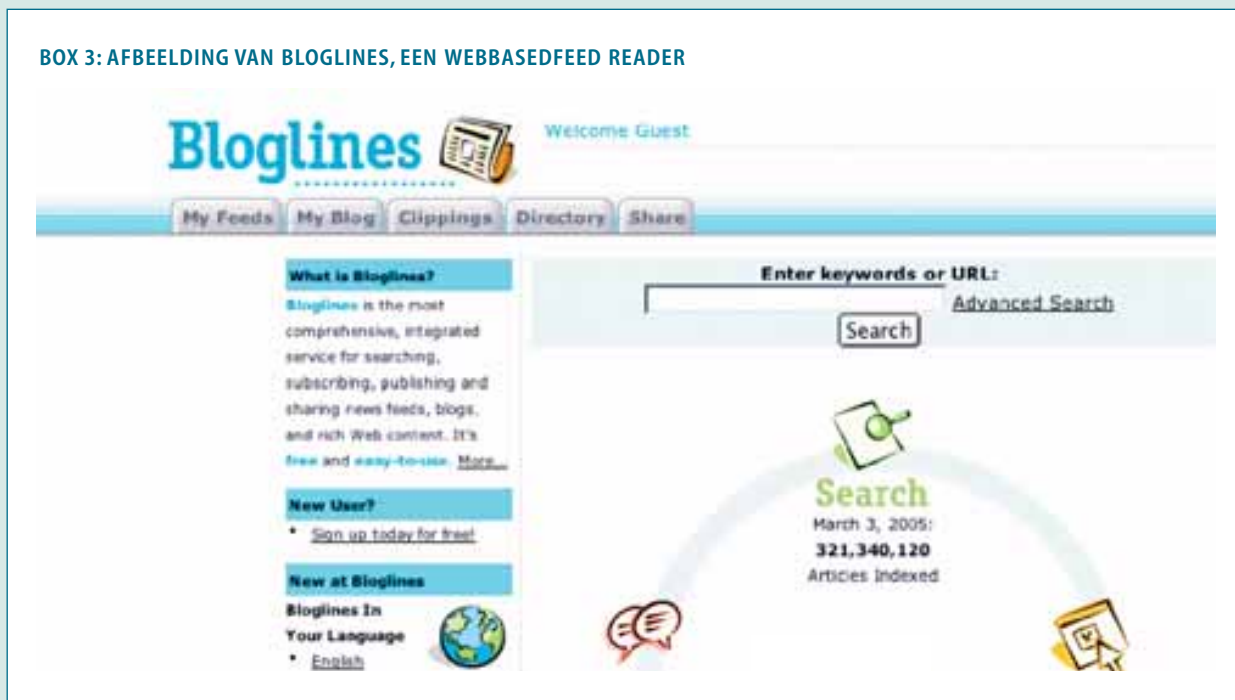 BOX 3: AFBEELDING VAN BLOGLINES, EEN WEBBASEDFEED READER
Bloglines
Welcome Guest
My Feeds
My Blog
Clippings
Directory
Share
What is Bloglines?
Bloglines is the most
comprehensive, integrated
service for searching,
subscribing, publishing and
sharing news feeds, blogs,
and rich Web content. It's
free and easy-to-use. More...
New User?
• Sign up today for free!
New at Bloglines
Bloglines In
Your Language
• English
Enter keywords or URL:
Advanced Search
Search
Search
March 3, 2005:
321,340,120
Articles Indexed